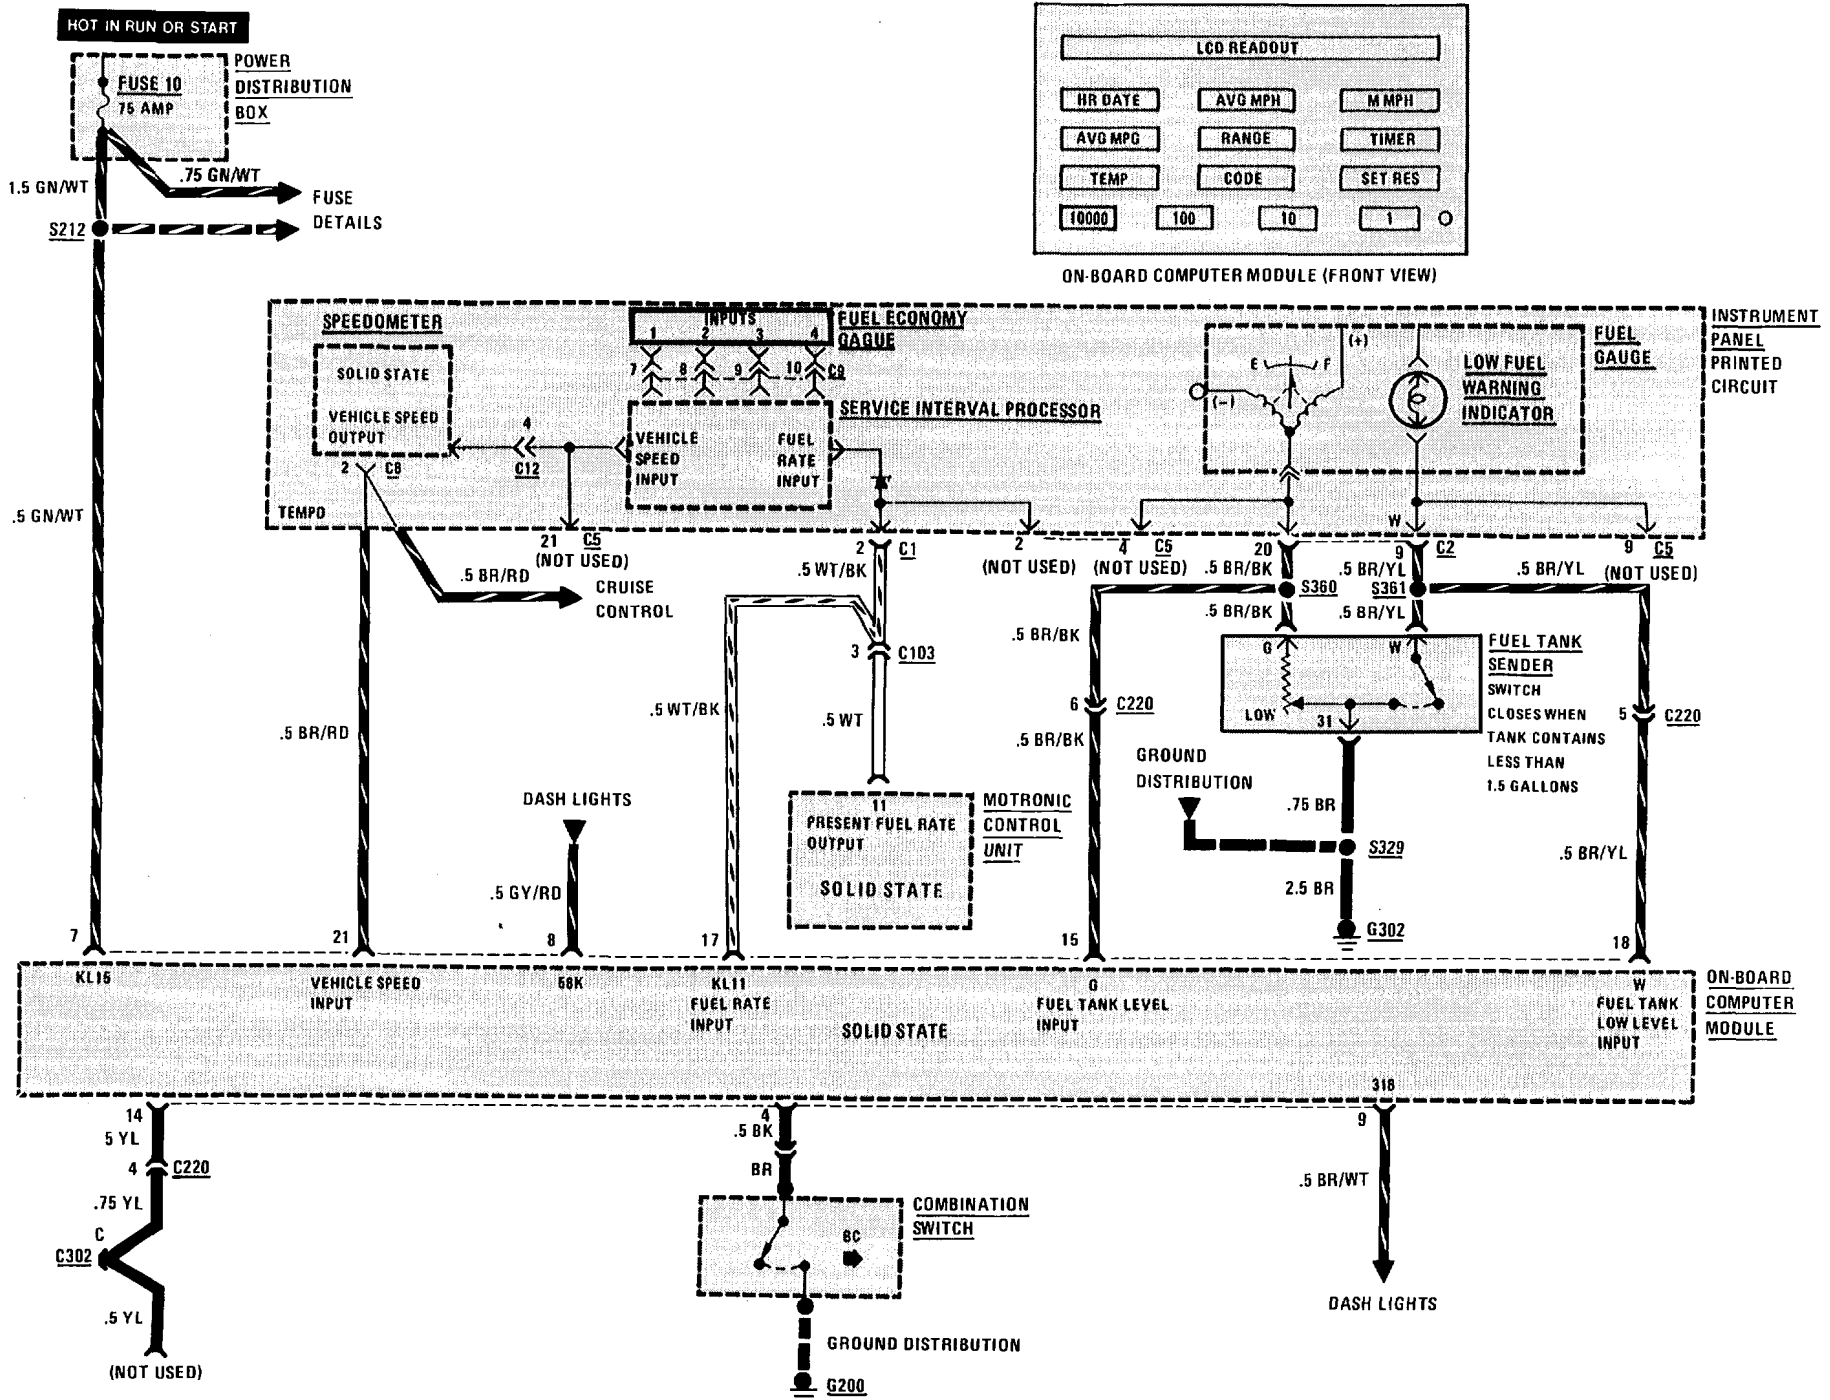 HOT IN RUN OR START
FUSE 10
75 AMP
POWER
DISTRIBUTION
BOX
1.5 GN/WT
.75 GN/WT
FUSE
DETAILS
S212
.5 GN/WT
LCD READOUT
HR DATE
AVG MPH
M MPH
AVG MPG
RANGE
TIMER
TEMP
CODE
SET RES
10000
100
10
1
ON-BOARD COMPUTER MODULE (FRONT VIEW)
SPEEDOMETER
SOLID STATE
VEHICLE SPEED
OUTPUT
2
C8
TEMPO
4
C12
INPUTS
1 2 3 4
7 8 9 10 C9
FUEL ECONOMY
GAGUE
SERVICE INTERVAL PROCESSOR
VEHICLE
SPEED
INPUT
FUEL
RATE
INPUT
E F
(+)
(-)
LOW FUEL
WARNING
INDICATOR
FUEL
GAUGE
INSTRUMENT
PANEL
PRINTED
CIRCUIT
W
21 C5
(NOT USED)
2 C1
2
(NOT USED)
4 C5
(NOT USED)
20
9 C2
9 C5
(NOT USED)
.5 BR/RD
CRUISE
CONTROL
.5 WT/BK
.5 BR/BK
.5 BR/YL
.5 BR/YL
S360
S361
.5 BR/BK
.5 BR/YL
.5 BR/BK
3 C103
.5 WT/BK
.5 WT
.5 BR/RD
6 C220
.5 BR/BK
G
W
LOW
31
FUEL TANK
SENDER
SWITCH
CLOSES WHEN
TANK CONTAINS
LESS THAN
1.5 GALLONS
5 C220
GROUND
DISTRIBUTION
.75 BR
S329
2.5 BR
G302
.5 BR/YL
DASH LIGHTS
.5 GY/RD
11
PRESENT FUEL RATE
OUTPUT
SOLID STATE
MOTRONIC
CONTROL
UNIT
7
21
8
17
15
18
KL15
VEHICLE SPEED
INPUT
58K
KL11
FUEL RATE
INPUT
SOLID STATE
G
FUEL TANK LEVEL
INPUT
W
FUEL TANK
LOW LEVEL
INPUT
318
ON-BOARD
COMPUTER
MODULE
14
5 YL
4 C220
.75 YL
C
C302
.5 YL
(NOT USED)
4
.5 BK
BR
COMBINATION
SWITCH
BC
GROUND DISTRIBUTION
G200
9
.5 BR/WT
DASH LIGHTS